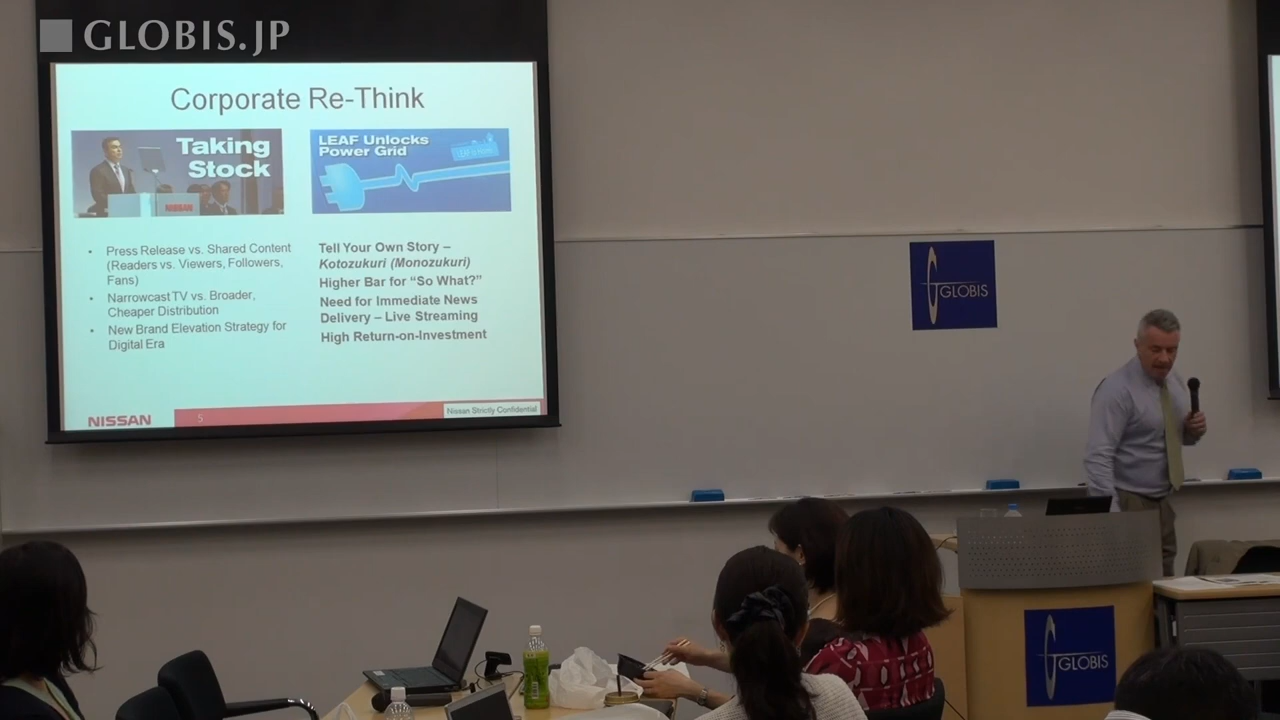 GLOBIS.JP
Corporate Re-Think
Taking
Stock
NISSAN
LEAF Unlocks
Power Grid
• Press Release vs. Shared Content
(Readers vs. Viewers, Followers,
Fans)
• Narrowcast TV vs. Broader,
Cheaper Distribution
• New Brand Elevation Strategy for
Digital Era
Tell Your Own Story –
Kotozukuri (Monozukuri)
Higher Bar for “So What?”
Need for Immediate News
Delivery – Live Streaming
High Return-on-Investment
NISSAN
5
Nissan Strictly Confidential
GLOBIS
GLOBIS